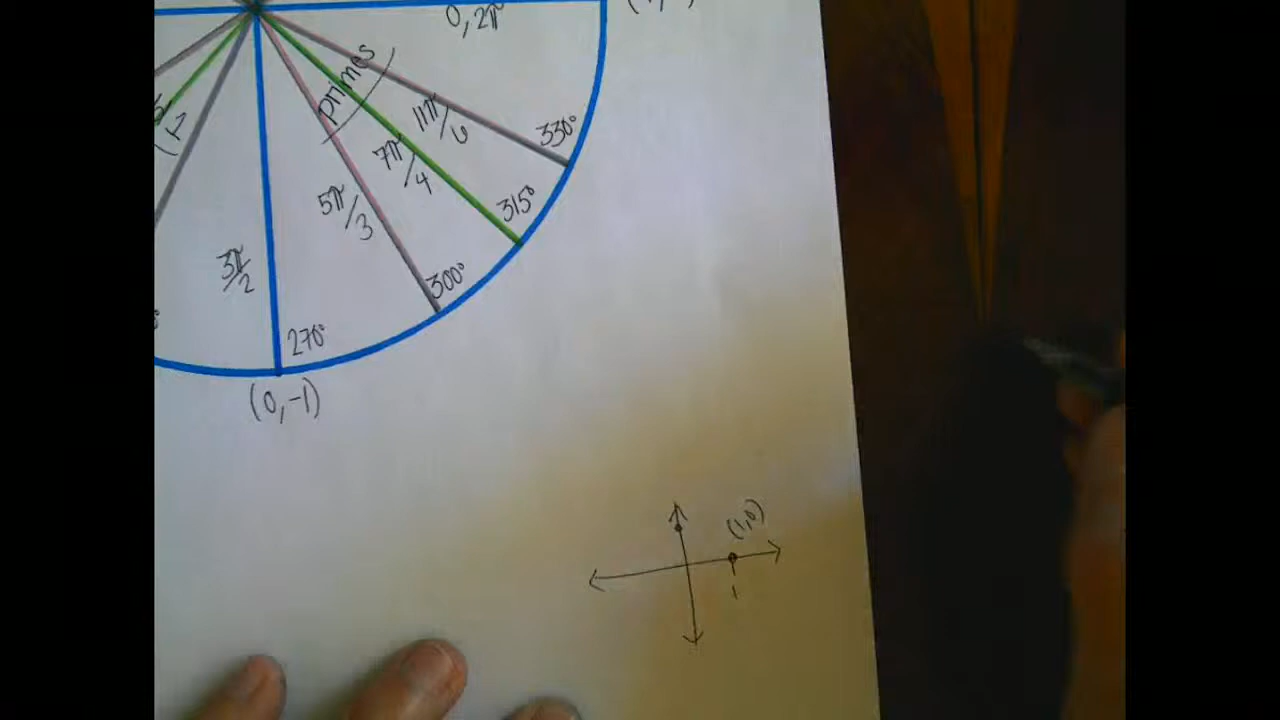 0, 2π
primes
11π/6
330°
7π/4
315°
5π/3
300°
3π/2
270°
(0,-1)
(1,0)
1